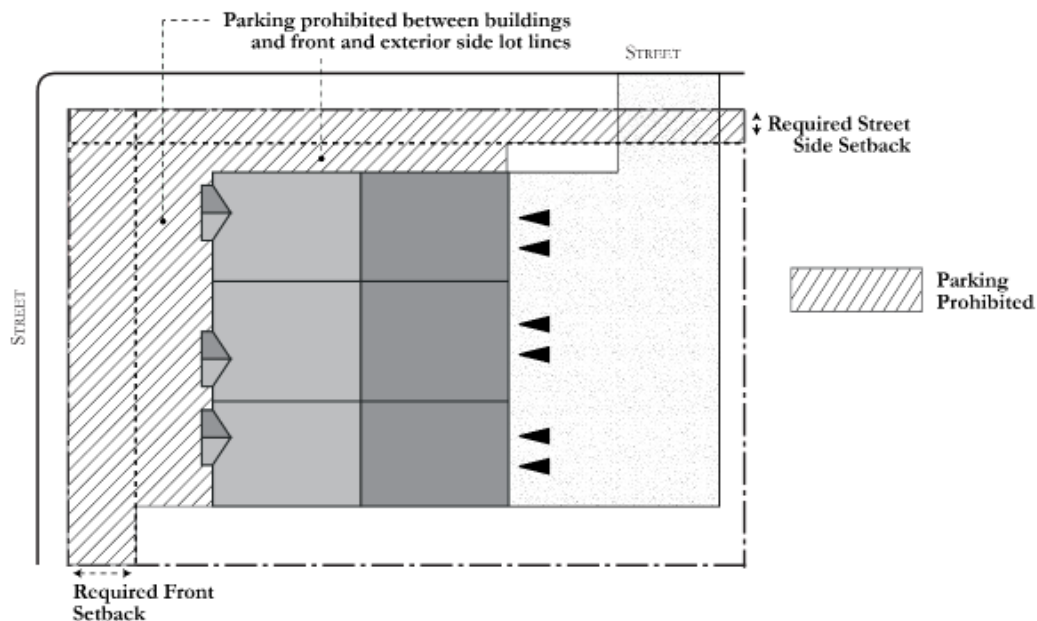 Parking prohibited between buildings
and front and exterior side lot lines
STREET
Required Street
Side Setback
STREET
Parking
Prohibited
Required Front
Setback